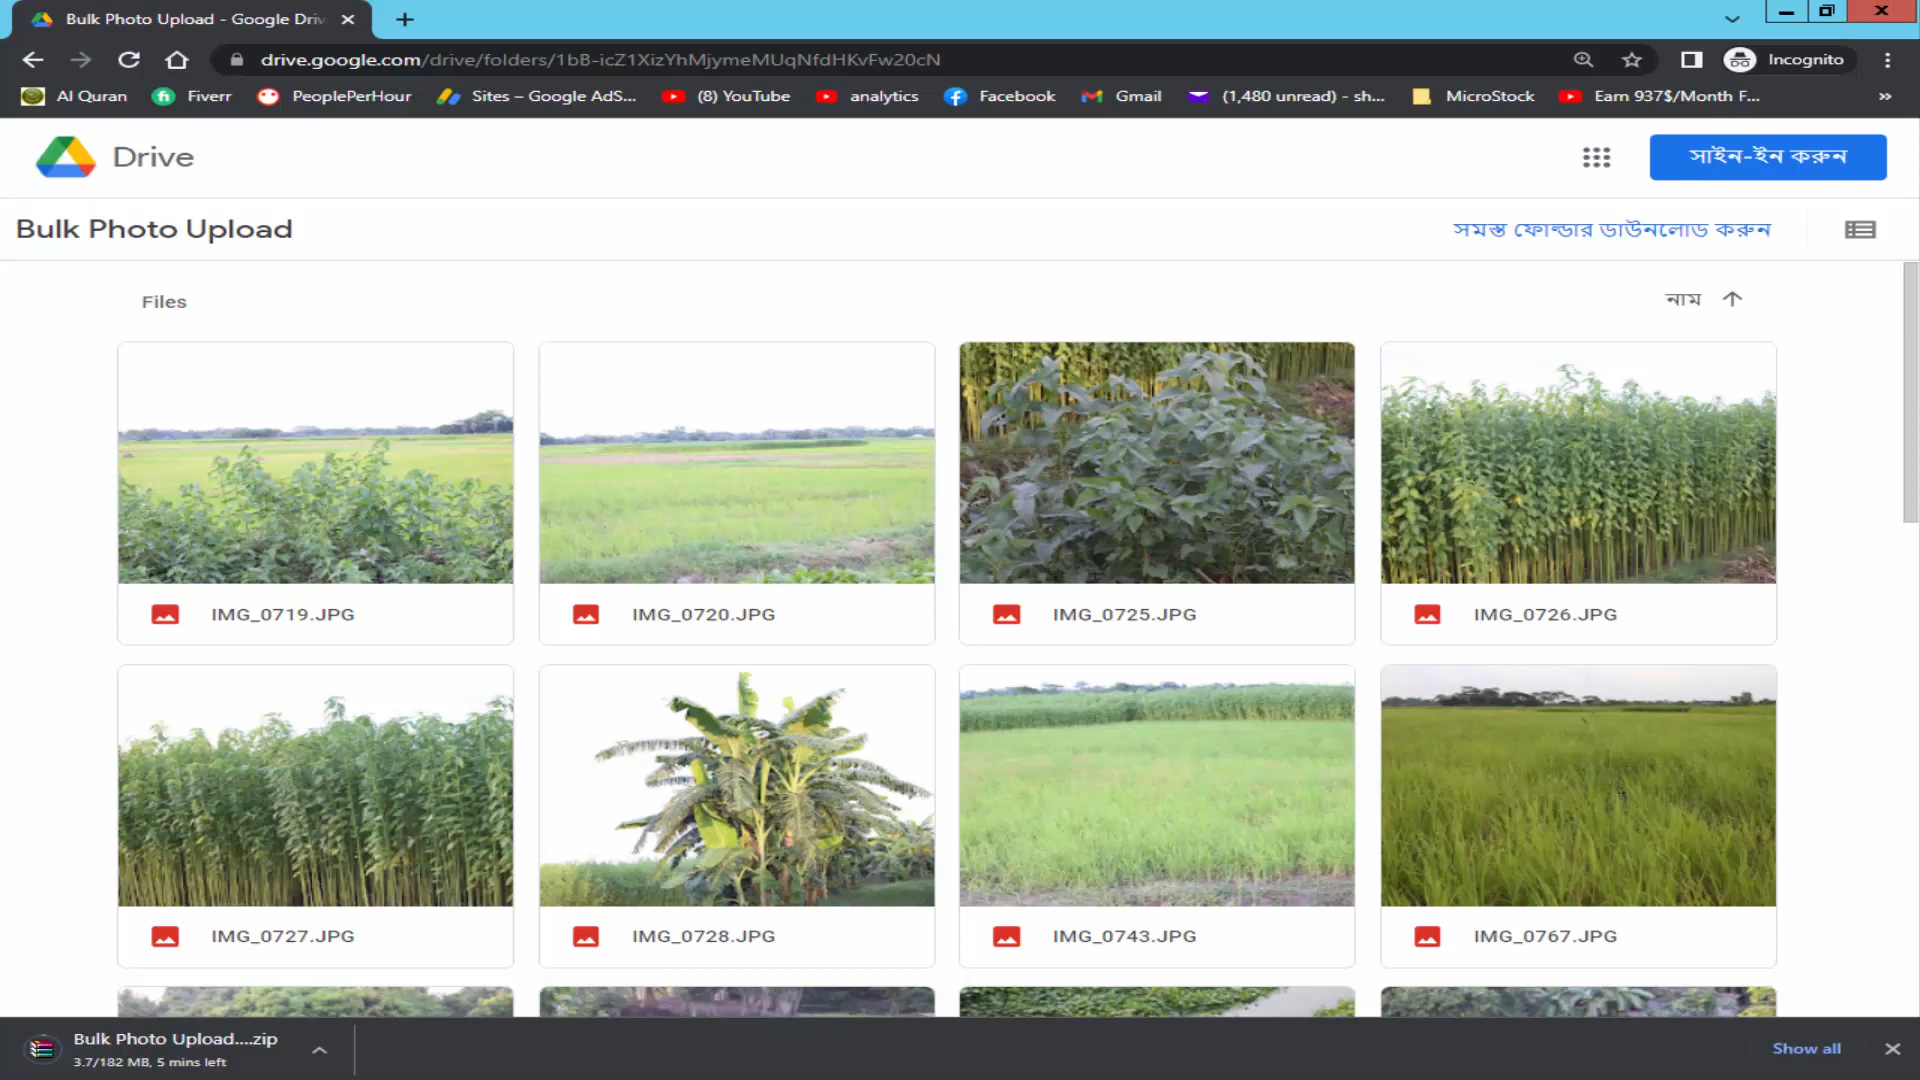 Bulk Photo Upload - Google Driv
drive.google.com/drive/folders/1bB-icZ1XizYhMjymeMUqNfdHKvFw20cN
Incognito
Al Quran
Fiverr
PeoplePerHour
Sites – Google AdS...
(8) YouTube
analytics
Facebook
Gmail
(1,480 unread) - sh...
MicroStock
Earn 937$/Month F...
»
Drive
সাইন-ইন করুন
Bulk Photo Upload
সমস্ত ফোল্ডার ডাউনলোড করুন
Files
নাম
IMG_0719.JPG
IMG_0720.JPG
IMG_0725.JPG
IMG_0726.JPG
IMG_0727.JPG
IMG_0728.JPG
IMG_0743.JPG
IMG_0767.JPG
Bulk Photo Upload....zip
3.7/182 MB, 5 mins left
Show all